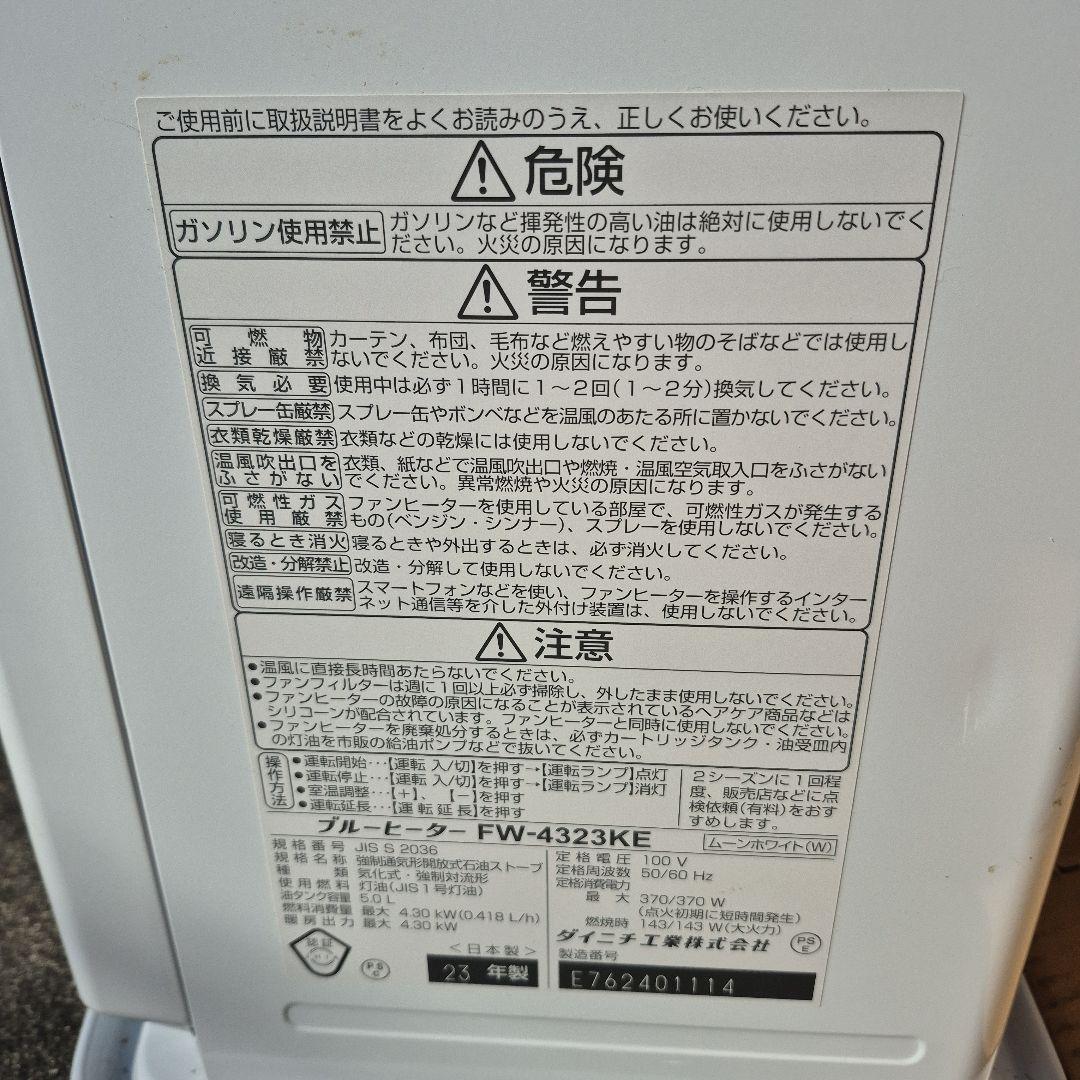 ご使用前に取扱説明書をよくお読みのうえ、正しくお使いください。
危険
ガソリン使用禁止
ガソリンなど揮発性の高い油は絶対に使用しないでく
ださい。火災の原因になります。
警告
可燃物
近接厳禁
カーテン、布団、毛布など燃えやすい物のそばなどでは使用し
ないでください。火災の原因になります。
換気必要
使用中は必ず1時間に1～2回(1～2分)換気してください。
スプレー缶厳禁
スプレー缶やボンベなどを温風のあたる所に置かないでください。
衣類乾燥厳禁
衣類などの乾燥には使用しないでください。
温風吹出口を
ふさがない
衣類、紙などで温風吹出口や燃焼・温風空気取入口をふさがない
でください。異常燃焼や火災の原因になります。
可燃性ガス
使用厳禁
ファンヒーターを使用している部屋で、可燃性ガスが発生する
もの(ベンジン・シンナー)、スプレーを使用しないでください。
寝るとき消火
寝るときや外出するときは、必ず消火してください。
改造・分解禁止
改造・分解して使用しないでください。
遠隔操作厳禁
スマートフォンなどを使い、ファンヒーターを操作するインター
ネット通信等を介した外付け装置は、使用しないでください。
注意
●温風に直接長時間あたらないでください。
●ファンフィルターは週に1回以上必ず掃除し、外したまま使用しないでください。
●ファンヒーターの故障の原因になることが表示されているヘアケア商品などは
シリコーンが配合されています。ファンヒーターと同時に使用しないでください。
●ファンヒーターを廃棄処分するときは、必ずカートリッジタンク・油受皿内
の灯油を市販の給油ポンプなどで抜いてください。
操作方法
●運転開始…【運転 入/切】を押す→【運転ランプ】点灯
●運転停止…【運転 入/切】を押す→【運転ランプ】消灯
●室温調整…【+】、【−】を押す
●運転延長…【運転延長】を押す
2シーズンに1回程
度、販売店などに点
検依頼(有料)をおす
すめします。
ブルーヒーター FW-4323KE
ムーンホワイト(W)
規格番号 JIS S 2036
規格名称 強制通気形開放式石油ストーブ
種類 気化式・強制対流形
使用燃料 灯油(JIS1号灯油)
油タンク容量 5.0 L
燃料消費量 最大 4.30 kW(0.418 L/h)
暖房出力 最大 4.30 kW
定格電圧 100 V
定格周波数 50/60 Hz
定格消費電力
最大 370/370 W
(点火初期に短時間発生)
燃焼時 143/143 W(大火力)
ダイニチ工業株式会社
PS
E
認証
PS
C
<日本製>
23 年製
製造番号
E762401114